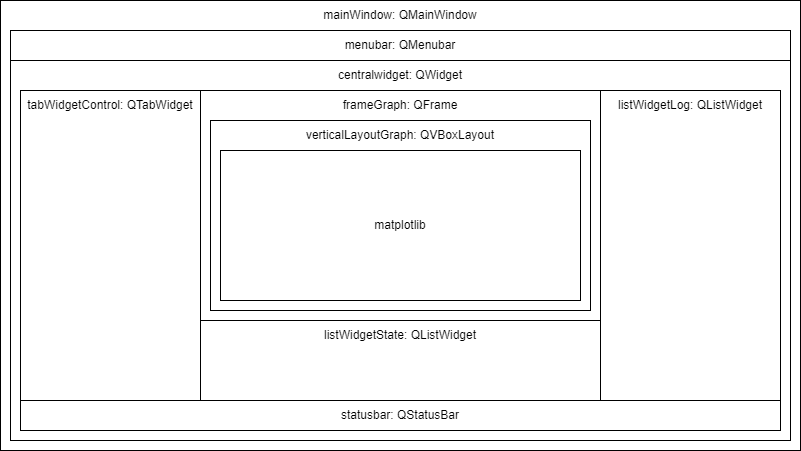 mainWindow: QMainWindow
menubar: QMenubar
centralwidget: QWidget
tabWidgetControl: QTabWidget
frameGraph: QFrame
listWidgetLog: QListWidget
verticalLayoutGraph: QVBoxLayout
matplotlib
listWidgetState: QListWidget
statusbar: QStatusBar